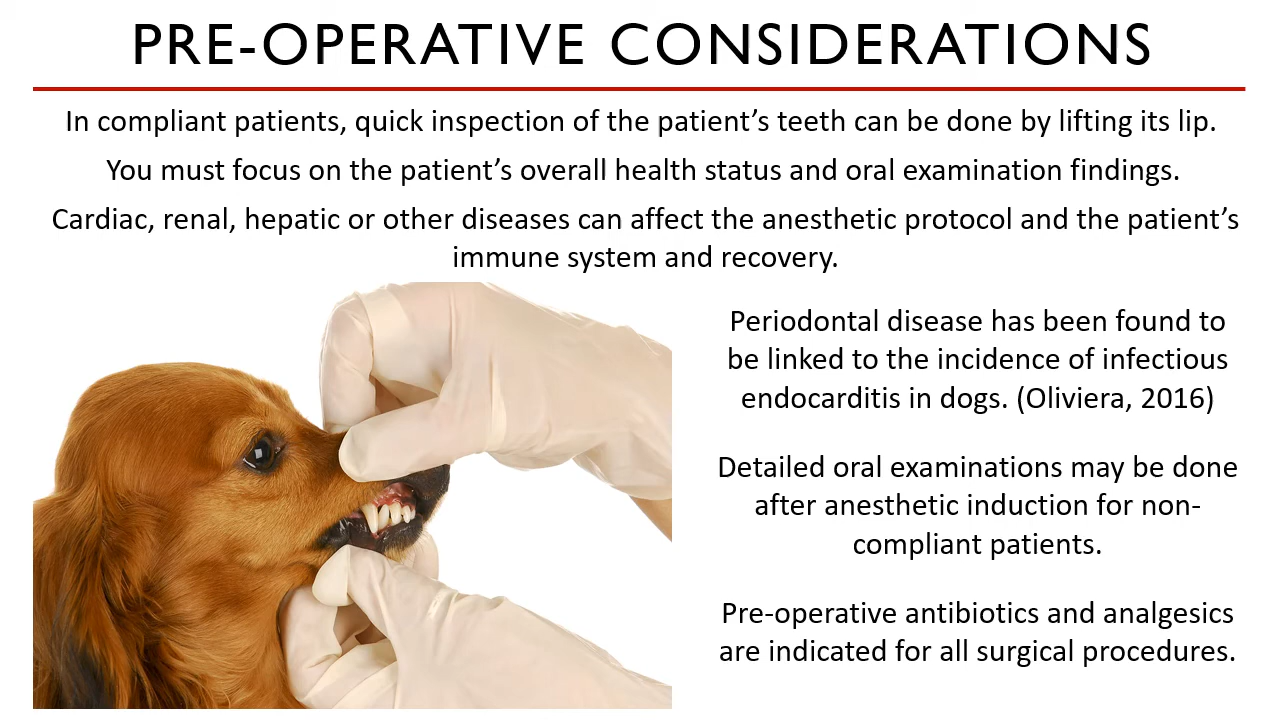 PRE-OPERATIVE CONSIDERATIONS
In compliant patients, quick inspection of the patient’s teeth can be done by lifting its lip.
You must focus on the patient’s overall health status and oral examination findings.
Cardiac, renal, hepatic or other diseases can affect the anesthetic protocol and the patient’s
immune system and recovery.
Periodontal disease has been found to
be linked to the incidence of infectious
endocarditis in dogs. (Oliviera, 2016)
Detailed oral examinations may be done
after anesthetic induction for non-
compliant patients.
Pre-operative antibiotics and analgesics
are indicated for all surgical procedures.